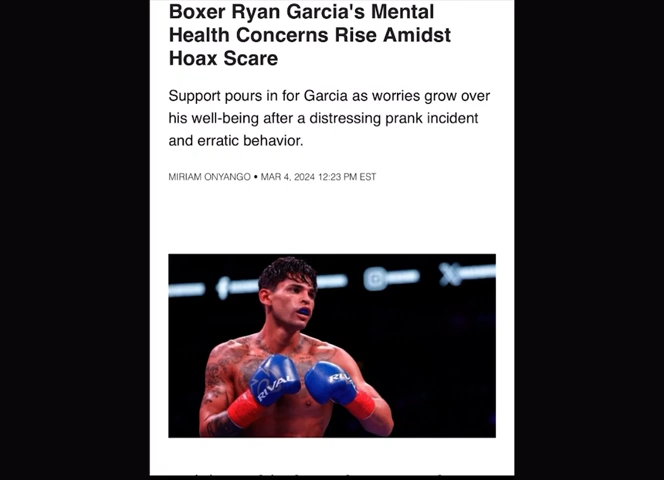 Boxer Ryan Garcia's Mental
Health Concerns Rise Amidst
Hoax Scare
Support pours in for Garcia as worries grow over
his well-being after a distressing prank incident
and erratic behavior.
MIRIAM ONYANGO • MAR 4, 2024 12:23 PM EST
RIVAL